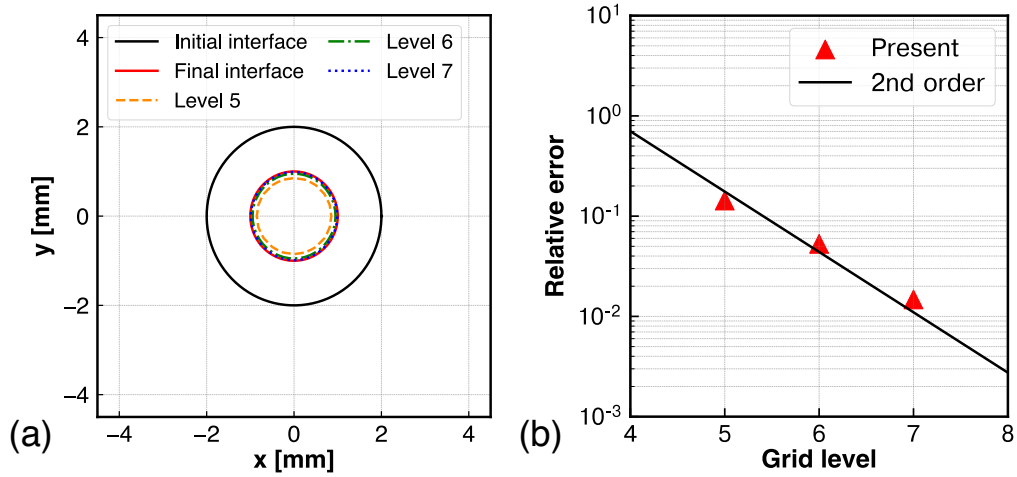 Initial interface
Final interface
Level 5
Level 6
Level 7
4
2
0
−2
−4
y [mm]
−4
−2
0
2
4
x [mm]
(a)
Present
2nd order
10^1
10^0
10^-1
10^-2
10^-3
Relative error
4
5
6
7
8
Grid level
(b)